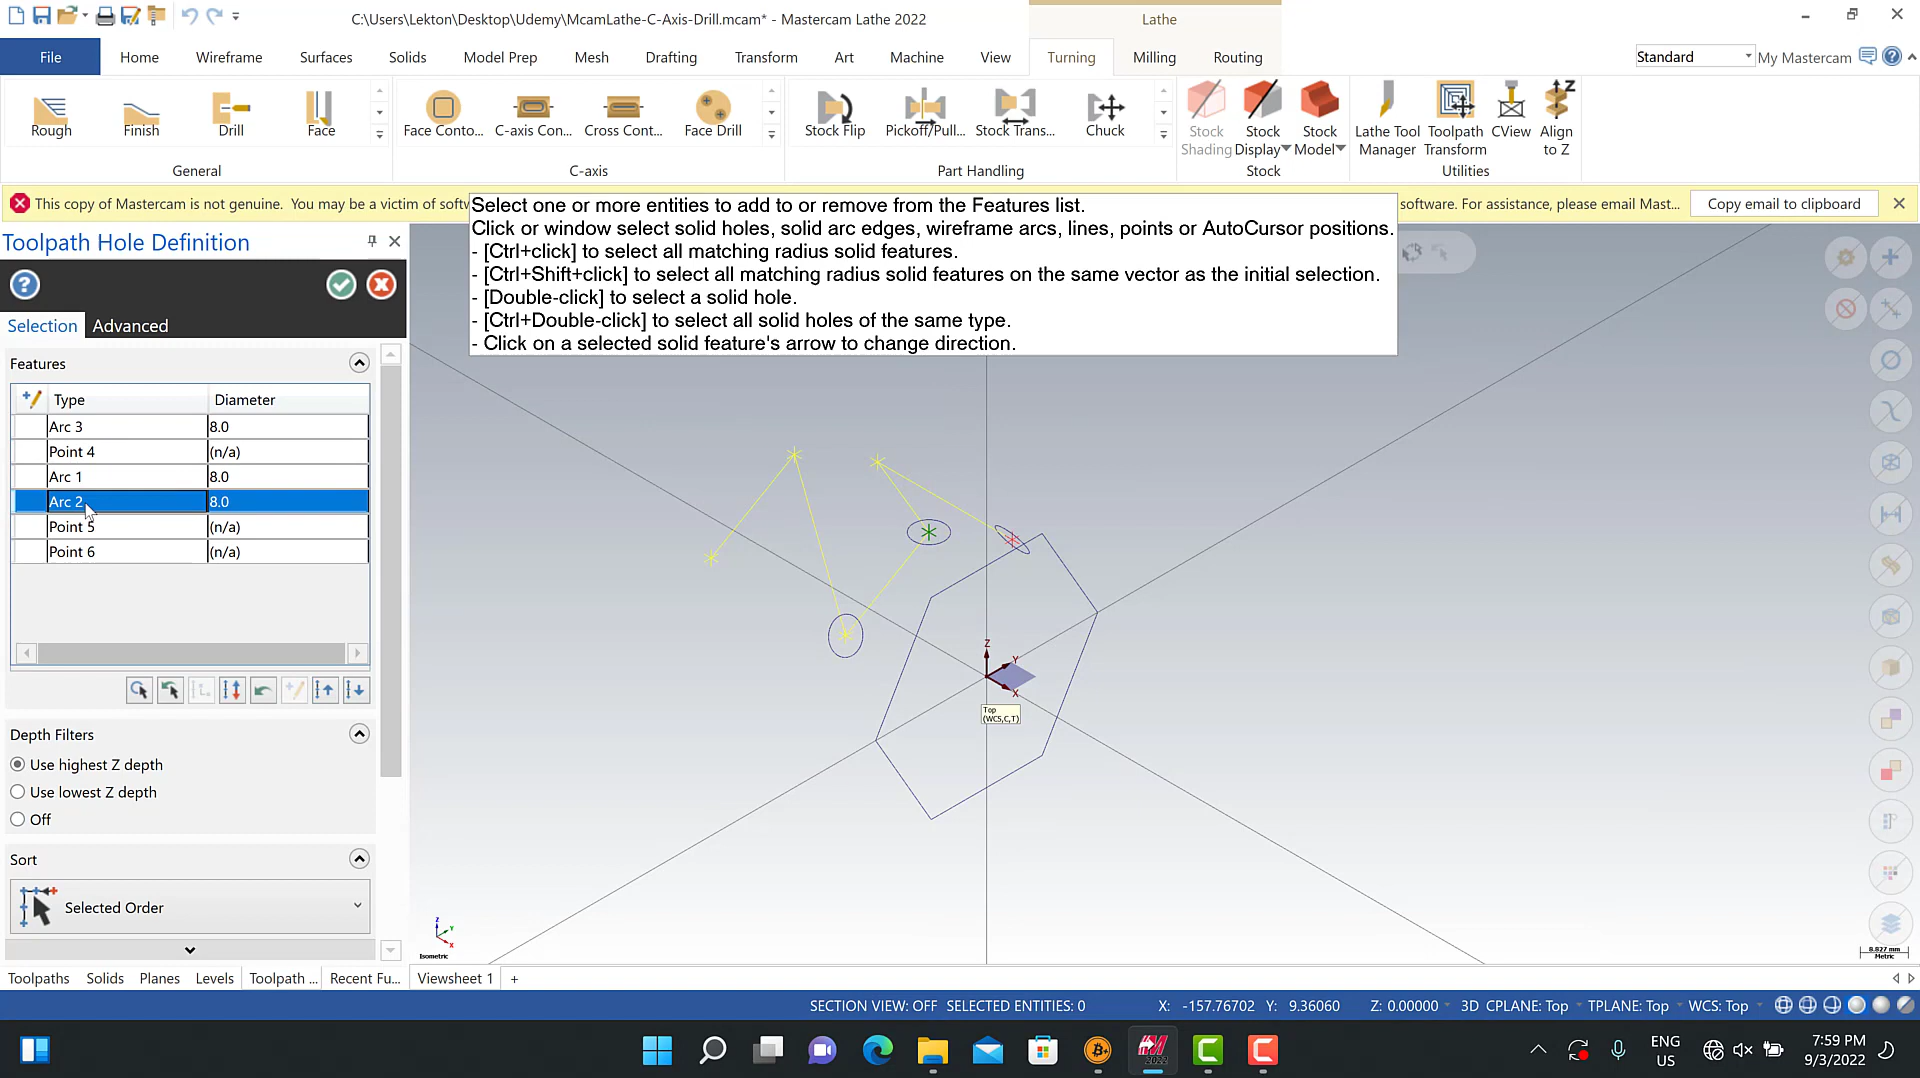 C:\Users\Lekton\Desktop\Udemy\McamLathe-C-Axis-Drill.mcam* - Mastercam Lathe 2022
Lathe
File Home Wireframe Surfaces Solids Model Prep Mesh Drafting Transform Art Machine View Turning Milling Routing
Standard My Mastercam
Rough Finish Drill Face
General
Face Conto... C-axis Con... Cross Cont... Face Drill
C-axis
Stock Flip Pickoff/Pull... Stock Trans... Chuck
Part Handling
Stock Shading Stock Display Stock Model
Stock
Lathe Tool Manager Toolpath Transform CView Align to Z
Utilities
This copy of Mastercam is not genuine. You may be a victim of softw
software. For assistance, please email Mast...
Copy email to clipboard
Select one or more entities to add to or remove from the Features list.
Click or window select solid holes, solid arc edges, wireframe arcs, lines, points or AutoCursor positions.
- [Ctrl+click] to select all matching radius solid features.
- [Ctrl+Shift+click] to select all matching radius solid features on the same vector as the initial selection.
- [Double-click] to select a solid hole.
- [Ctrl+Double-click] to select all solid holes of the same type.
- Click on a selected solid feature's arrow to change direction.
Toolpath Hole Definition
Selection Advanced
Features
Type Diameter
Arc 3 8.0
Point 4 (n/a)
Arc 1 8.0
Arc 2 8.0
Point 5 (n/a)
Point 6 (n/a)
Depth Filters
Use highest Z depth
Use lowest Z depth
Off
Sort
Selected Order
Z
Y
X
Top
(WCS,C,T)
Z
Y
X
Isometric
8.827 mm
Metric
Toolpaths Solids Planes Levels Toolpath ... Recent Fu... Viewsheet 1 +
SECTION VIEW: OFF SELECTED ENTITIES: 0 X: -157.76702 Y: 9.36060 Z: 0.00000 3D CPLANE: Top TPLANE: Top WCS: Top
2022
ENG
US
7:59 PM
9/3/2022